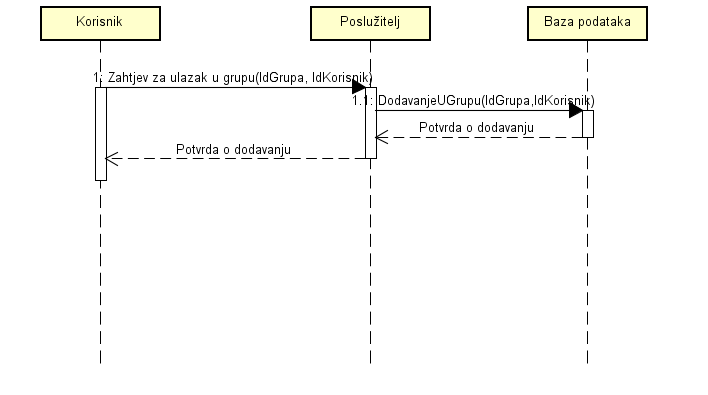 Korisnik
Poslužitelj
Baza podataka
1: Zahtjev za ulazak u grupu(IdGrupa, IdKorisnik)
1.1: DodavanjeUGrupu(IdGrupa,IdKorisnik)
Potvrda o dodavanju
Potvrda o dodavanju